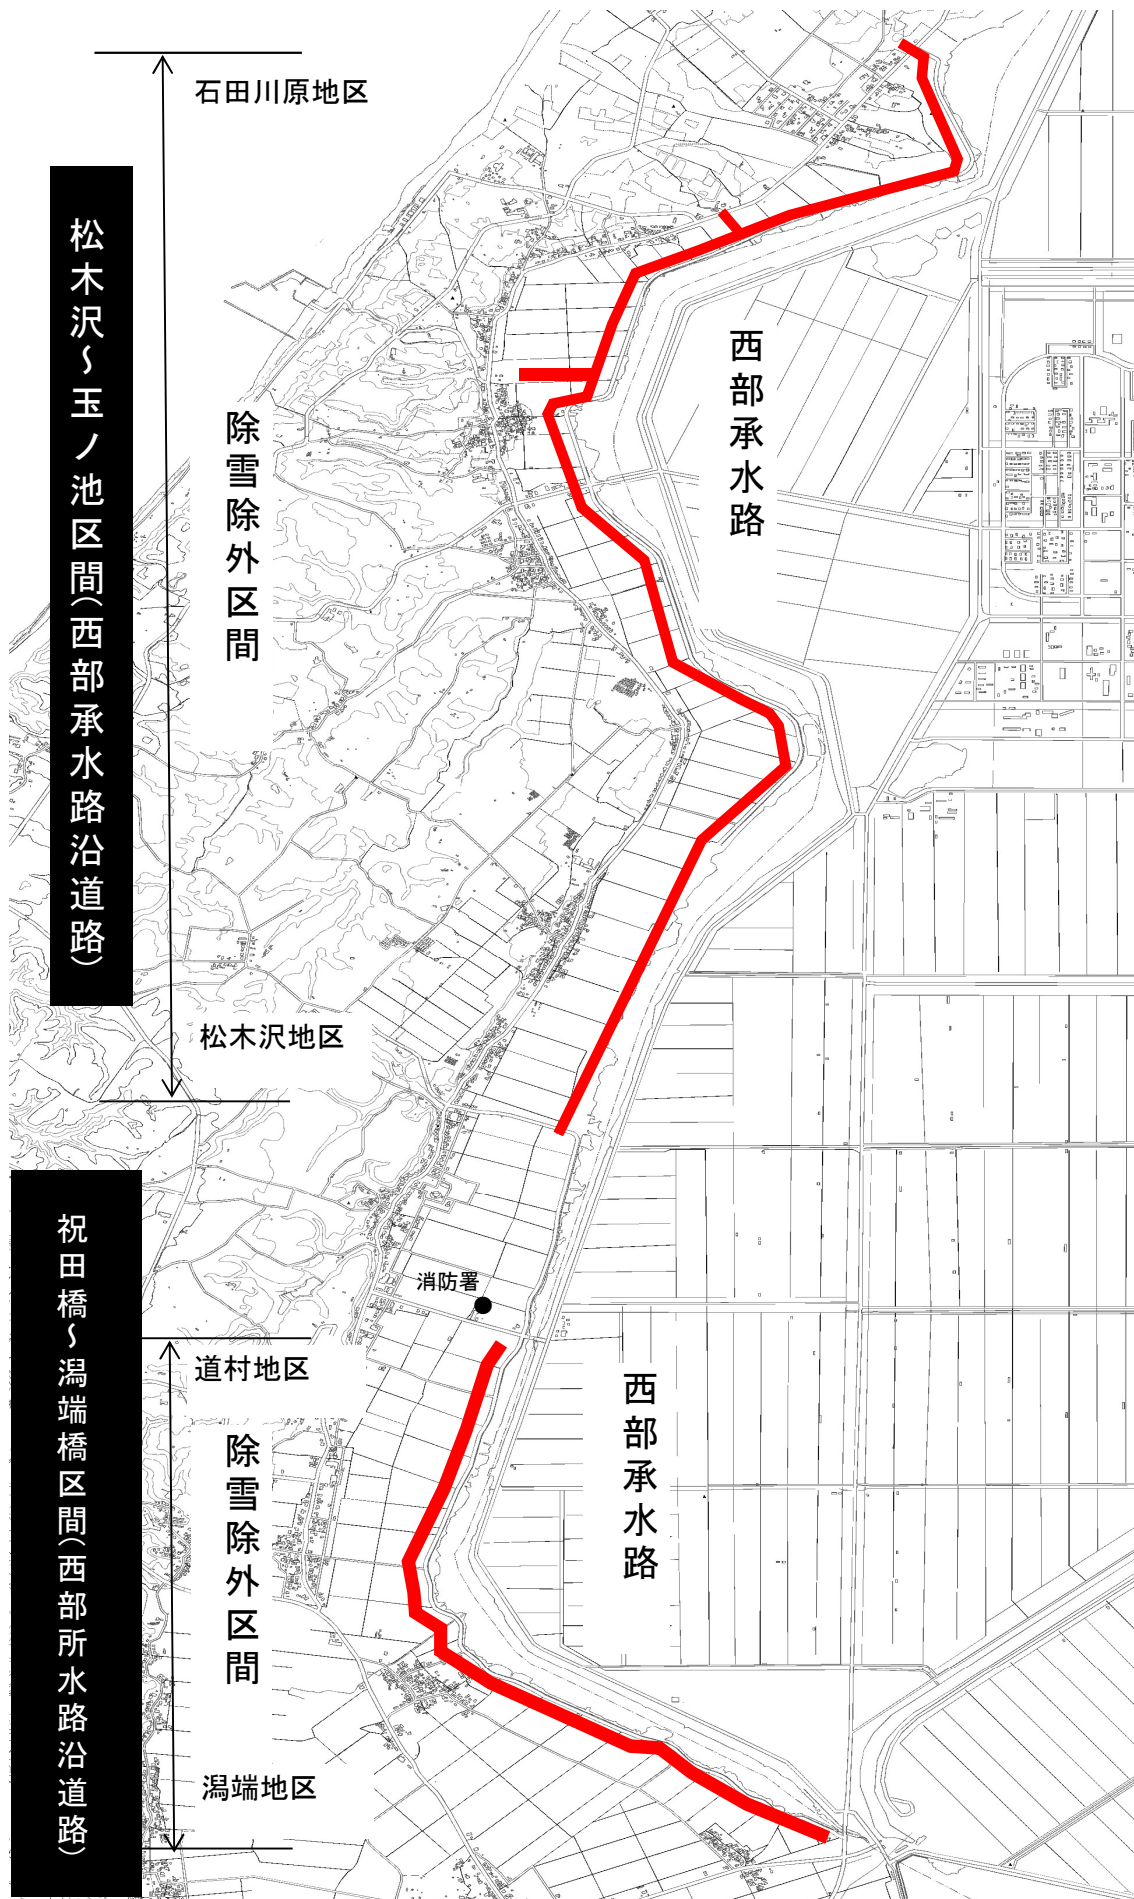 石田川原地区
松木沢～玉ノ池区間(西部承水路沿道路)
除雪除外区間
西部承水路
松木沢地区
祝田橋～潟端橋区間(西部所水路沿道路)
消防署
道村地区
除雪除外区間
西部承水路
潟端地区